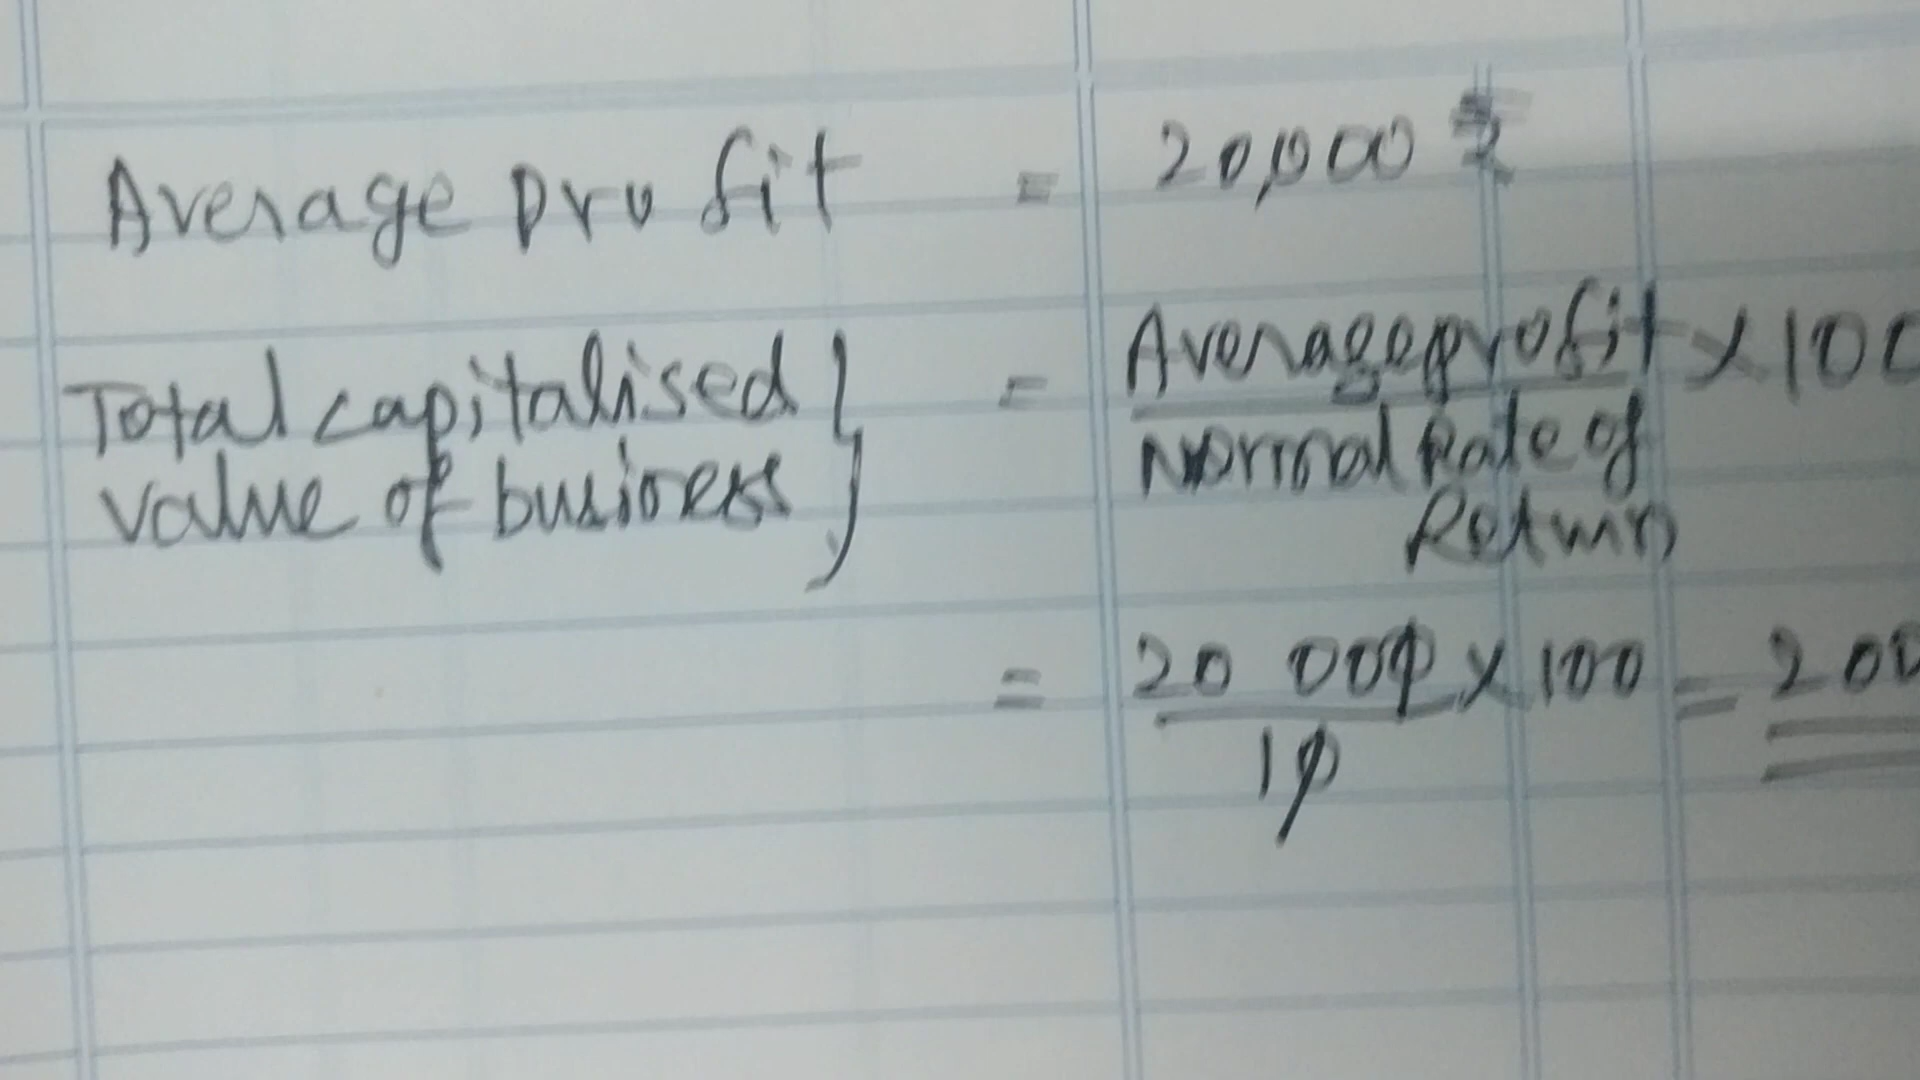 Average profit = 20,000 ₹
Total capitalised value of business } = Average profit / Normal Rate of Return x 100
= 20 000 / 10 x 100 = 200